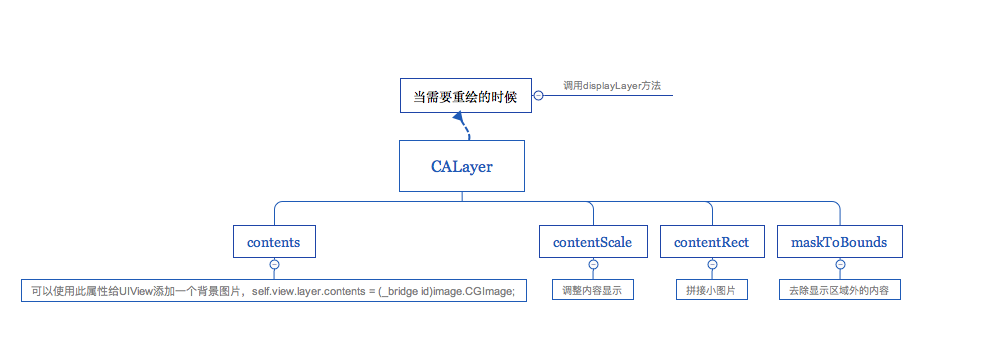 调用displayLayer方法
当需要重绘的时候
CALayer
contents
contentScale
contentRect
maskToBounds
可以使用此属性给UIView添加一个背景图片，self.view.layer.contents = (_bridge id)image.CGImage;
调整内容显示
拼接小图片
去除显示区域外的内容